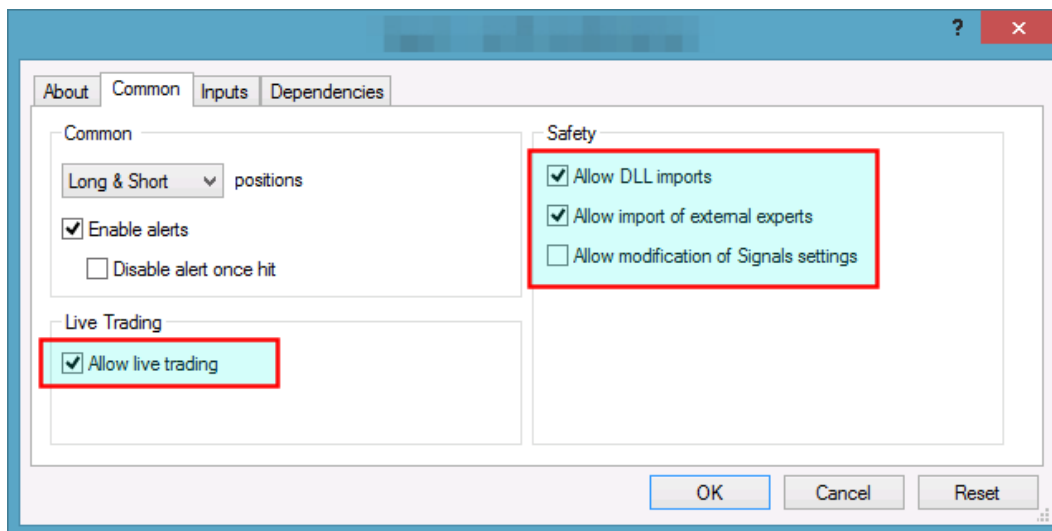 ?
About
Common
Inputs
Dependencies
Common
Long & Short
positions
Enable alerts
Disable alert once hit
Live Trading
Allow live trading
Safety
Allow DLL imports
Allow import of external experts
Allow modification of Signals settings
OK
Cancel
Reset